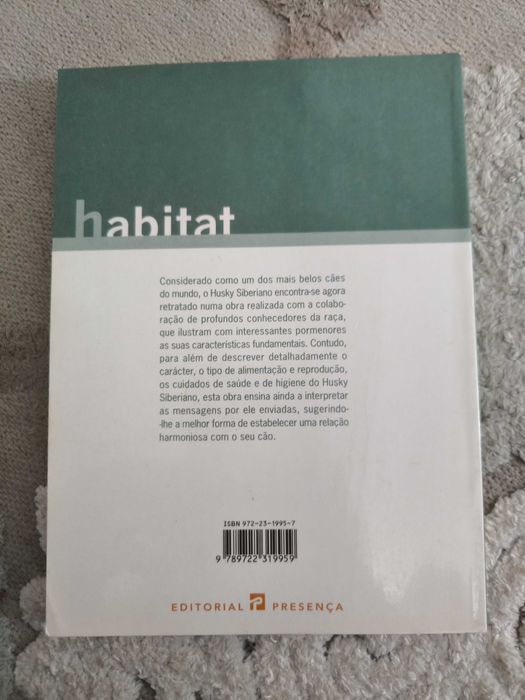 habitat
Considerado como um dos mais belos cães
do mundo, o Husky Siberiano encontra-se agora
retratado numa obra realizada com a colabo-
ração de profundos conhecedores da raça,
que ilustram com interessantes pormenores
as suas características fundamentais. Contudo,
para além de descrever detalhadamente o
carácter, o tipo de alimentação e reprodução,
os cuidados de saúde e de higiene do Husky
Siberiano, esta obra ensina ainda a interpretar
as mensagens por ele enviadas, sugerindo-
-lhe a melhor forma de estabelecer uma relação
harmoniosa com o seu cão.
ISBN 972-23-1995-7
9 789722 319959
EDITORIAL PRESENÇA